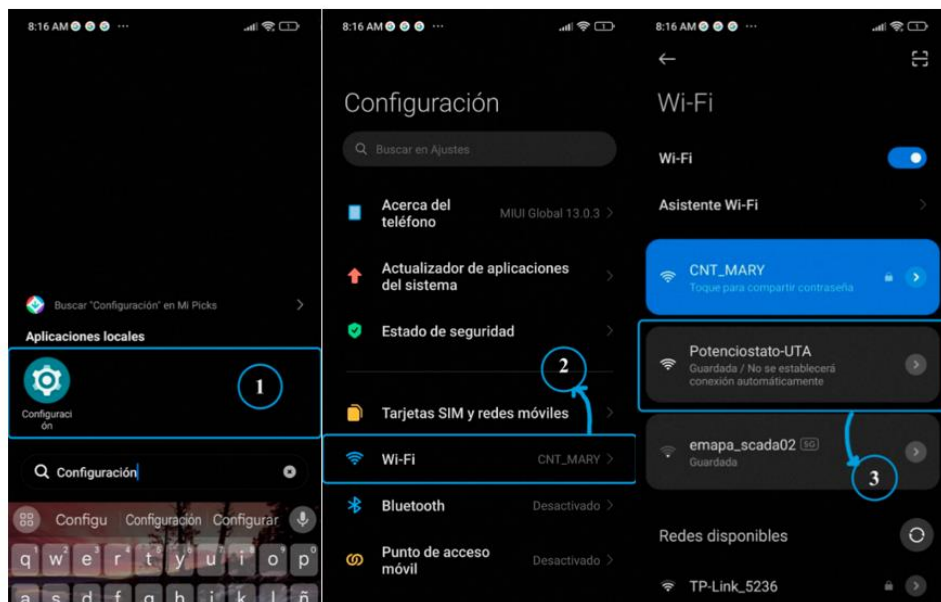 8:16 AM ...
Buscar "Configuración" en Mi Picks
Aplicaciones locales
1
Configuraci
ón
Configuración
Configu Configuración Configurar
q w e r t y u i o p
a s d f g h j k l ñ
8:16 AM ...
Configuración
Buscar en Ajustes
Acerca del
teléfono
MIUI Global 13.0.3
Actualizador de aplicaciones
del sistema
Estado de seguridad
2
Tarjetas SIM y redes móviles
Wi-Fi CNT_MARY
Bluetooth Desactivado
Punto de acceso
móvil
Desactivado
8:16 AM ...
Wi-Fi
Wi-Fi
Asistente Wi-Fi
CNT_MARY
Toque para compartir contraseña
Potenciostato-UTA
Guardada / No se establecerá
conexión automáticamente
emapa_scada02 5G
Guardada
3
Redes disponibles
TP-Link_5236